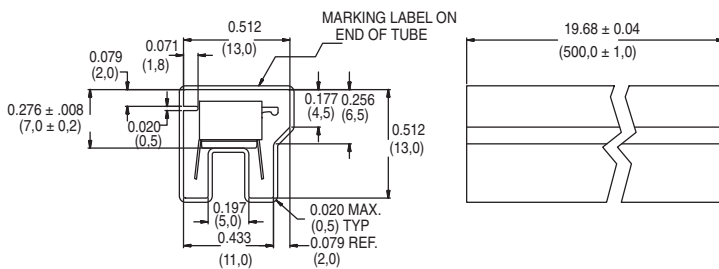 0.512
(13,0)
MARKING LABEL ON
END OF TUBE
19.68 ± 0.04
(500,0 ± 1,0)
0.079
(2,0)
0.071
(1,8)
0.276 ± .008
(7,0 ± 0,2)
0.020
(0,5)
0.177
(4,5)
0.256
(6,5)
0.512
(13,0)
0.197
(5,0)
0.020 MAX.
(0,5) TYP
0.433
(11,0)
0.079 REF.
(2,0)